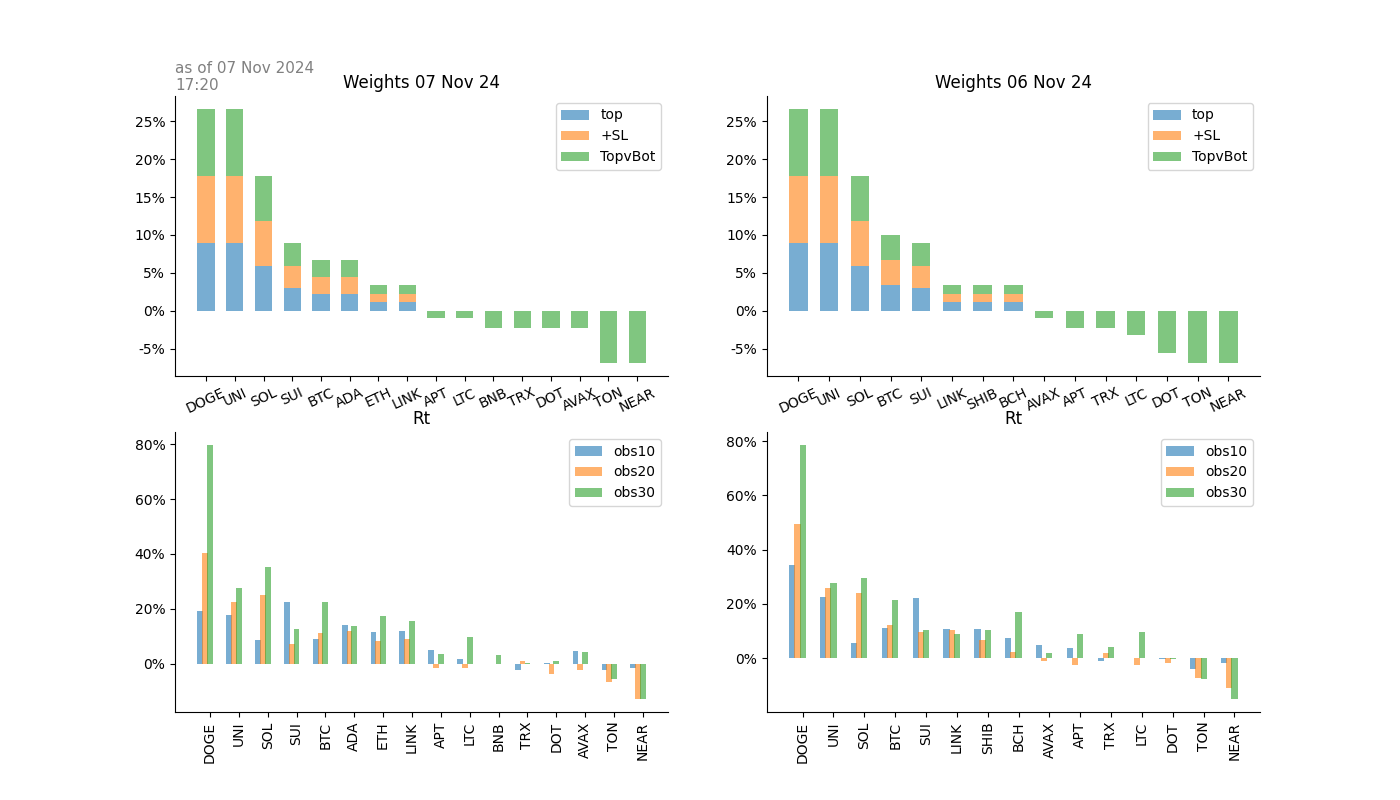 as of 07 Nov 2024
17:20
Weights 07 Nov 24
25%
20%
15%
10%
5%
0%
-5%
top
+SL
TopvBot
DOGE UNI SOL SUI BTC ADA ETH LINK APT LTC BNB TRX DOT AVAX TON NEAR
Weights 06 Nov 24
25%
20%
15%
10%
5%
0%
-5%
top
+SL
TopvBot
DOGE UNI SOL BTC SUI LINK SHIB BCH AVAX APT TRX LTC DOT TON NEAR
Rt
80%
60%
40%
20%
0%
obs10
obs20
obs30
DOGE UNI SOL SUI BTC ADA ETH LINK APT LTC BNB TRX DOT AVAX TON NEAR
Rt
80%
60%
40%
20%
0%
obs10
obs20
obs30
DOGE UNI SOL BTC SUI LINK SHIB BCH AVAX APT TRX LTC DOT TON NEAR